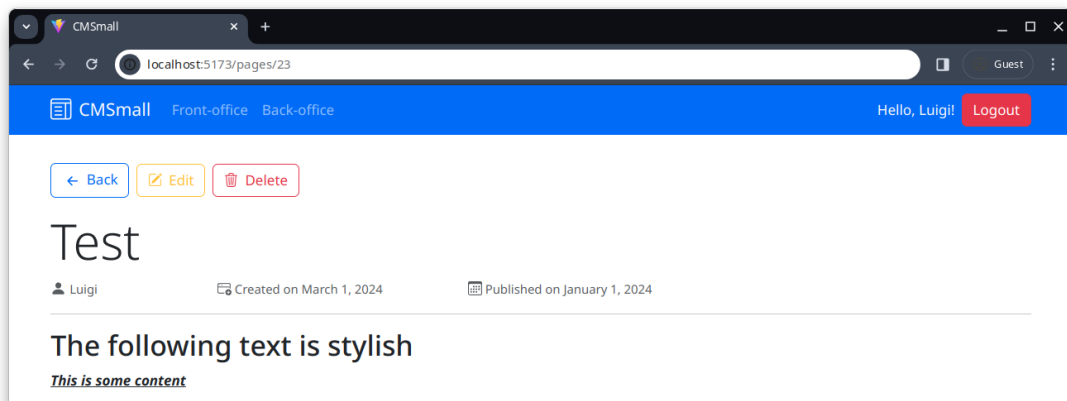 CMSmall
localhost:5173/pages/23
Guest
CMSmall Front-office Back-office Hello, Luigi! Logout
Back Edit Delete
Test
Luigi Created on March 1, 2024 Published on January 1, 2024
The following text is stylish
This is some content